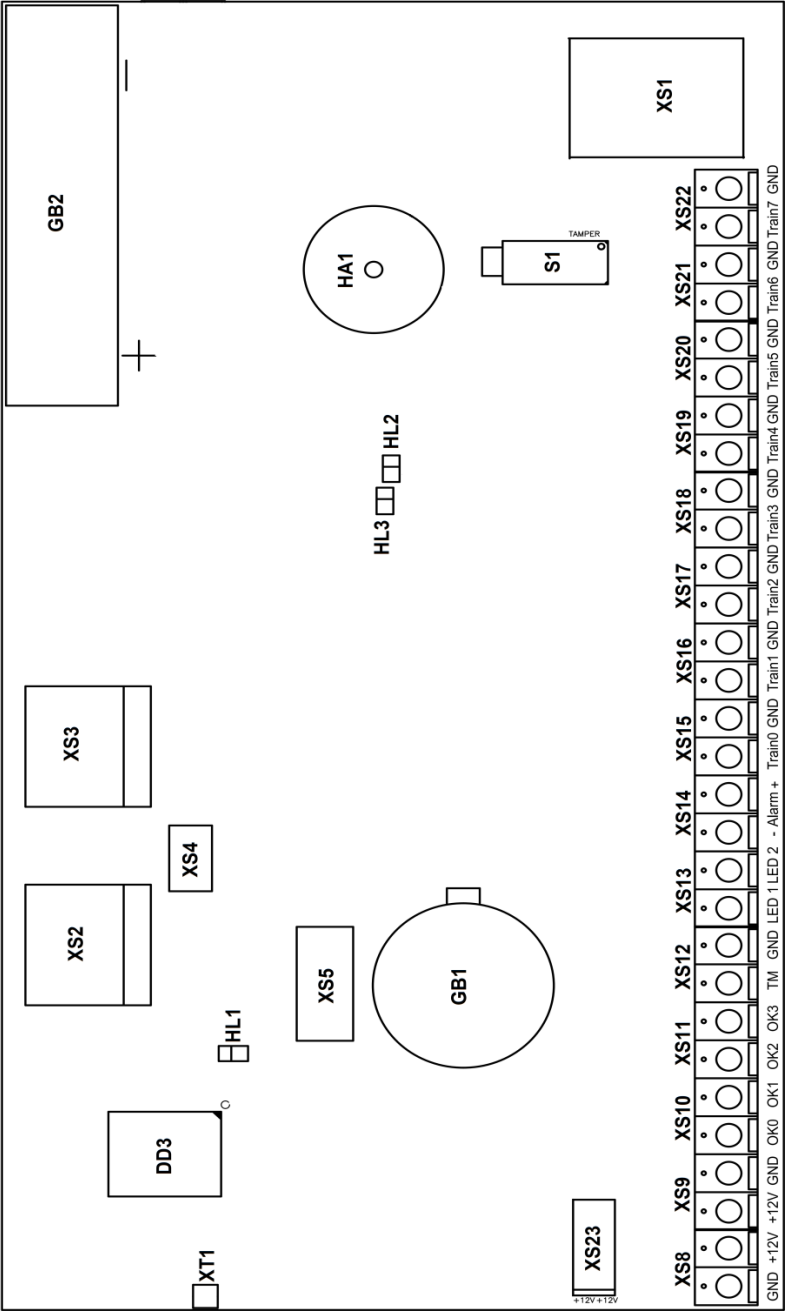 XS1
GB2
TAMPER
S1
HA1
HL2
HL3
XS3
XS4
XS2
XS5
GB1
HL1
DD3
XT1
XS23
+12V +12V
XS22
XS21
XS20
XS19
XS18
XS17
XS16
XS15
XS14
XS13
XS12
XS11
XS10
XS9
XS8
GND +12V +12V GND OK0 OK1 OK2 OK3 TM GND LED 1 LED 2 - Alarm + Train0 GND Train1 GND Train2 GND Train3 GND Train4 GND Train5 GND Train6 GND Train7 GND